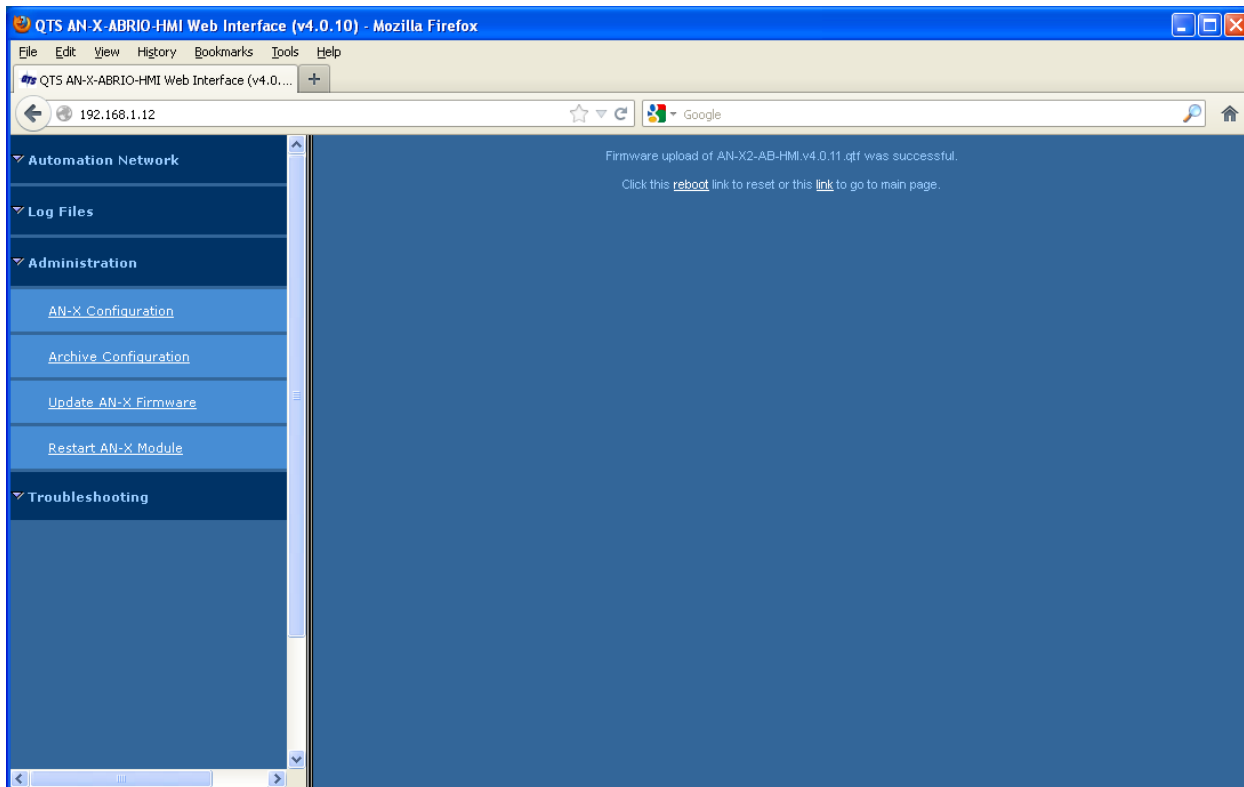 QTS AN-X-ABRIO-HMI Web Interface (v4.0.10) - Mozilla Firefox
File Edit View History Bookmarks Tools Help
QTS QTS AN-X-ABRIO-HMI Web Interface (v4.0.... +
192.168.1.12 Google
Automation Network
Log Files
Administration
AN-X Configuration
Archive Configuration
Update AN-X Firmware
Restart AN-X Module
Troubleshooting
Firmware upload of AN-X2-AB-HMI.v4.0.11.qtf was successful.
Click this reboot link to reset or this link to go to main page.